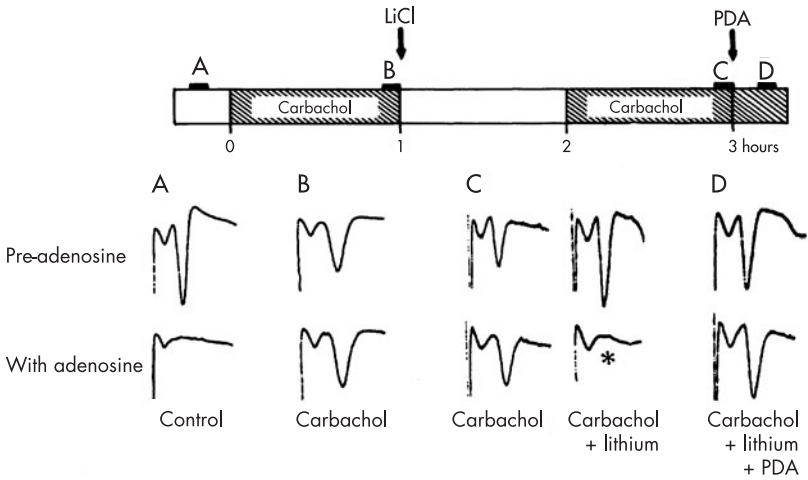 LiCl
PDA
A
B
C
D
Carbachol
Carbachol
0
1
2
3 hours
A
B
C
D
Pre-adenosine
With adenosine
*
Control
Carbachol
Carbachol
Carbachol
+ lithium
Carbachol
+ lithium
+ PDA